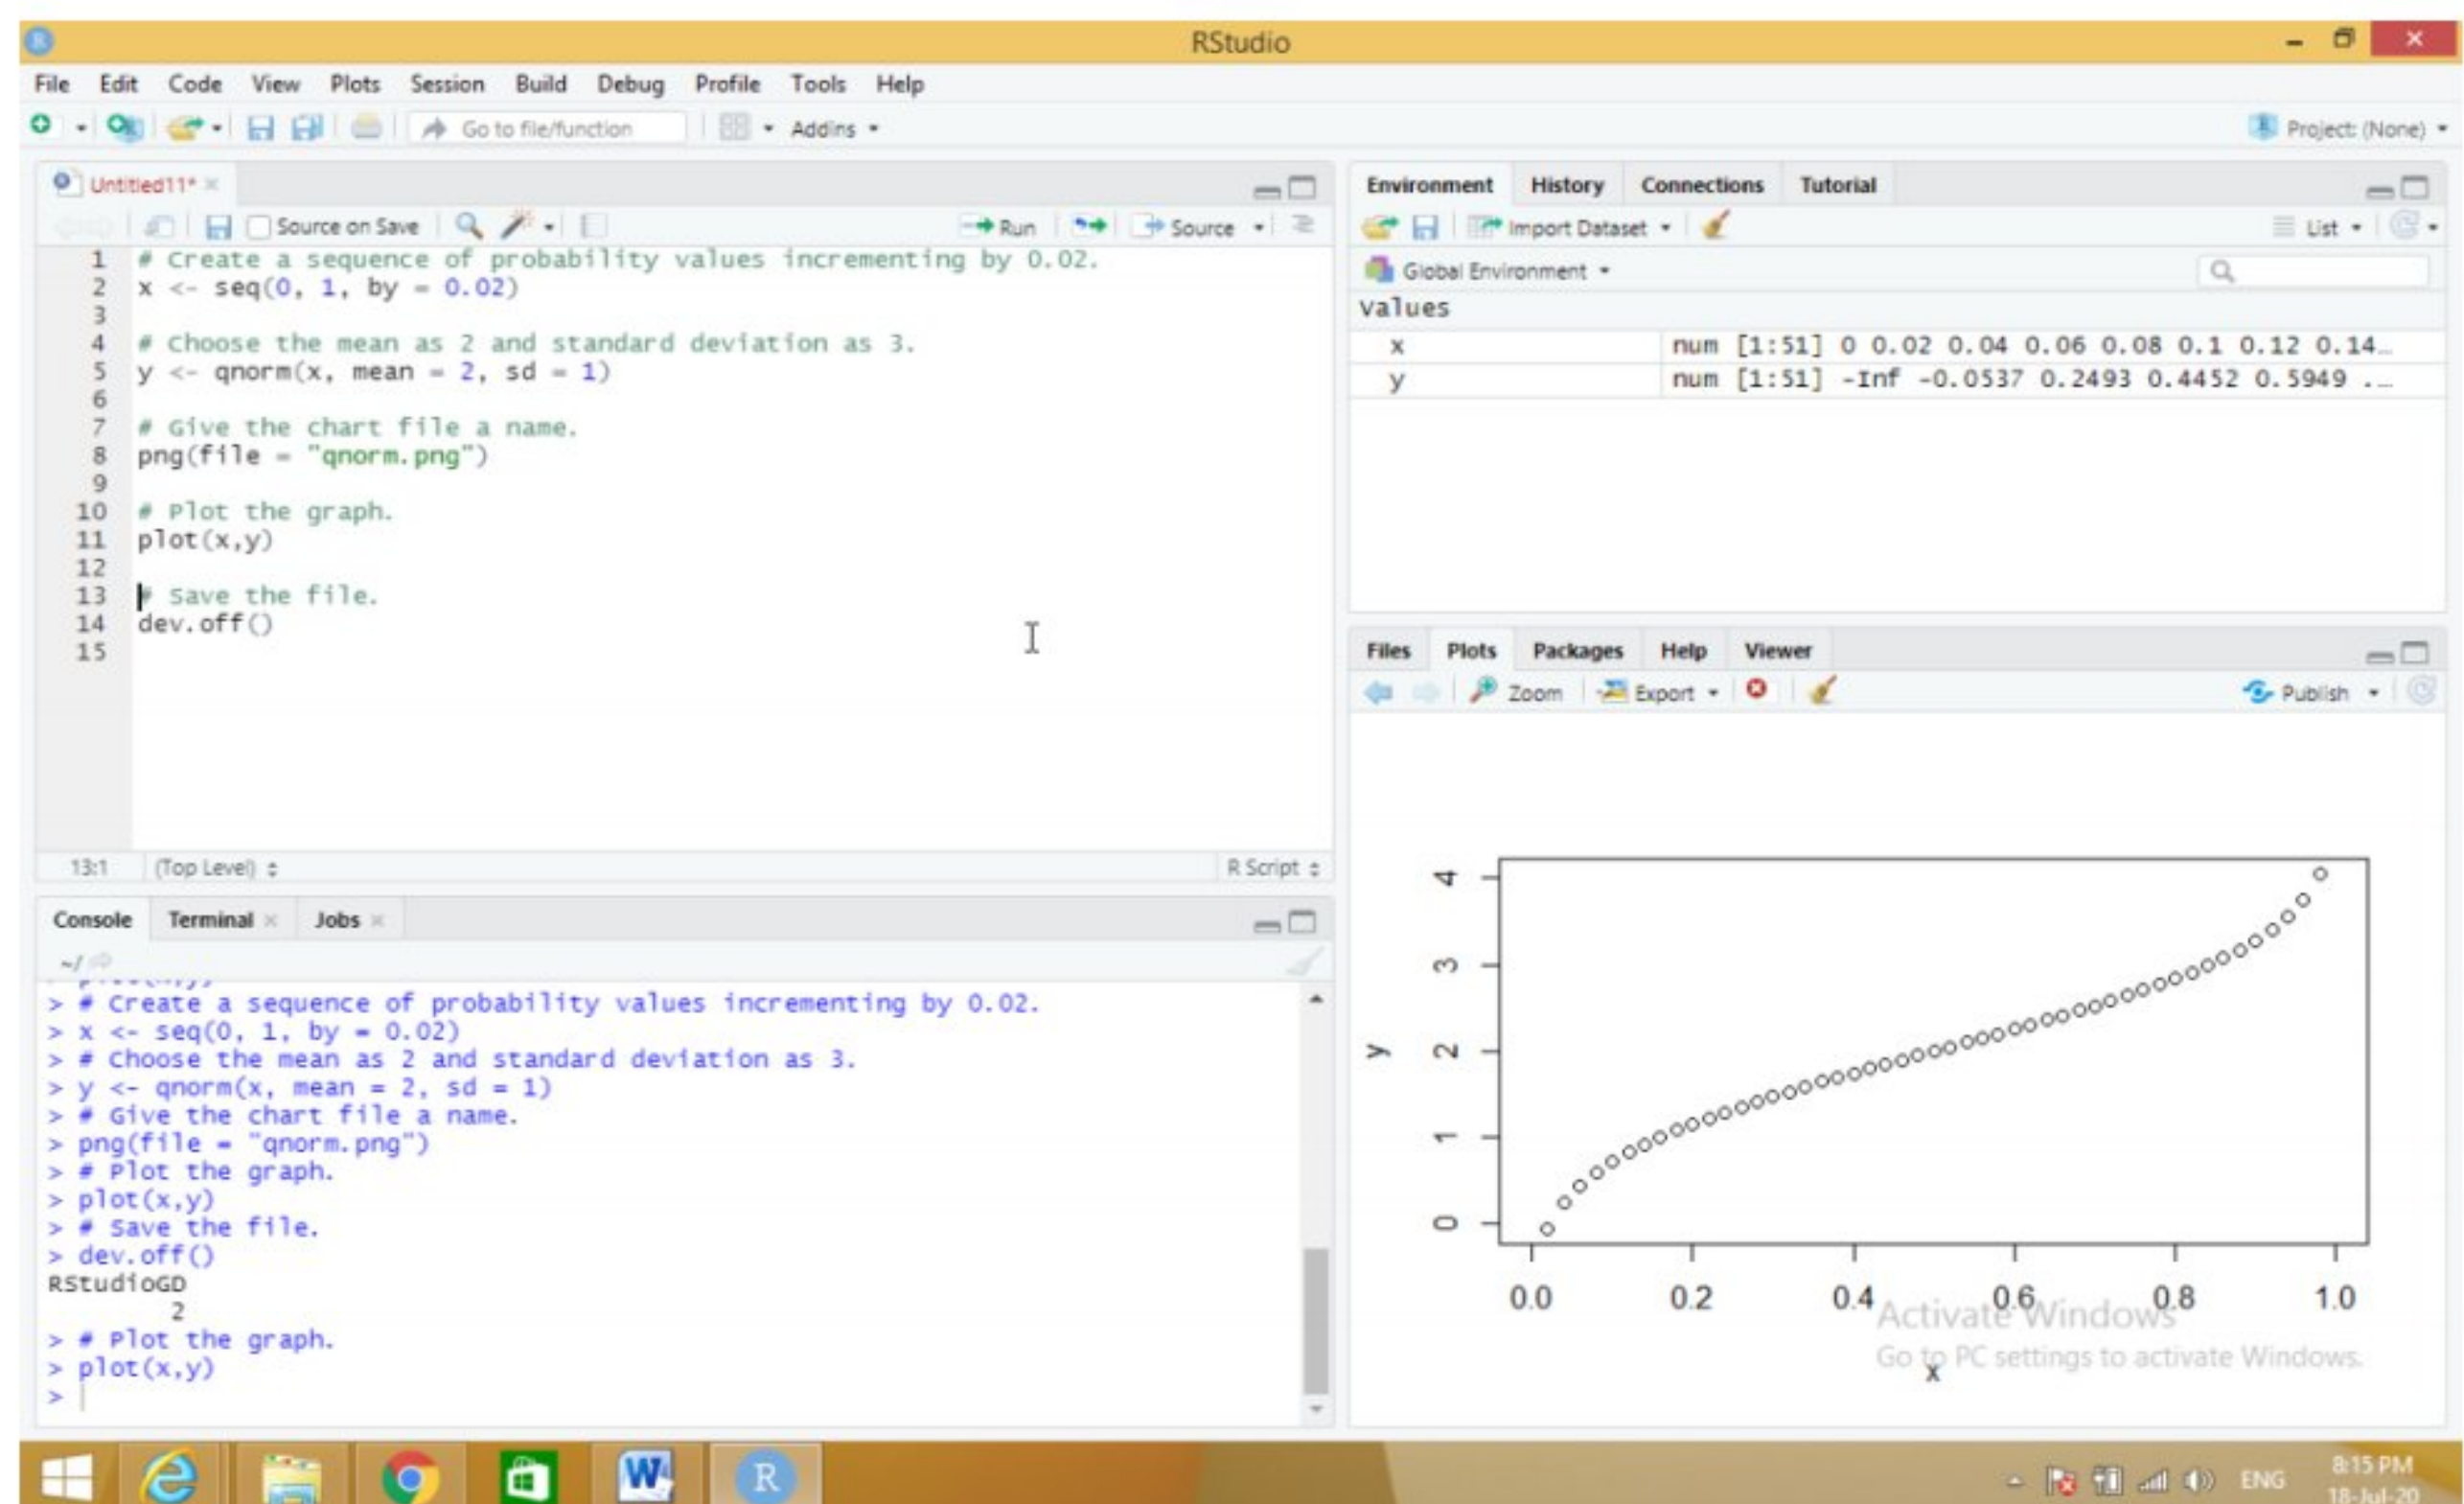 RStudio
File Edit Code View Plots Session Build Debug Profile Tools Help
Go to file/function Addins Project: (None)
Untitled11*
Source on Save Run Source
1 # Create a sequence of probability values incrementing by 0.02.
2 x <- seq(0, 1, by = 0.02)
3
4 # Choose the mean as 2 and standard deviation as 3.
5 y <- qnorm(x, mean = 2, sd = 1)
6
7 # Give the chart file a name.
8 png(file = "qnorm.png")
9
10 # Plot the graph.
11 plot(x,y)
12
13 # Save the file.
14 dev.off()
15
13:1 (Top Level) R Script
Console Terminal Jobs
~/
> # Create a sequence of probability values incrementing by 0.02.
> x <- seq(0, 1, by = 0.02)
> # Choose the mean as 2 and standard deviation as 3.
> y <- qnorm(x, mean = 2, sd = 1)
> # Give the chart file a name.
> png(file = "qnorm.png")
> # Plot the graph.
> plot(x,y)
> # Save the file.
> dev.off()
RStudioGD
2
> # Plot the graph.
> plot(x,y)
>
Environment History Connections Tutorial
Import Dataset List
Global Environment
Values
x num [1:51] 0 0.02 0.04 0.06 0.08 0.1 0.12 0.14...
y num [1:51] -Inf -0.0537 0.2493 0.4452 0.5949 ...
Files Plots Packages Help Viewer
Zoom Export Publish
4
3
2
1
0
y
0.0 0.2 0.4 0.6 0.8 1.0
x
Activate Windows
Go to PC settings to activate Windows.
W R ENG 8:15 PM
18-Jul-20